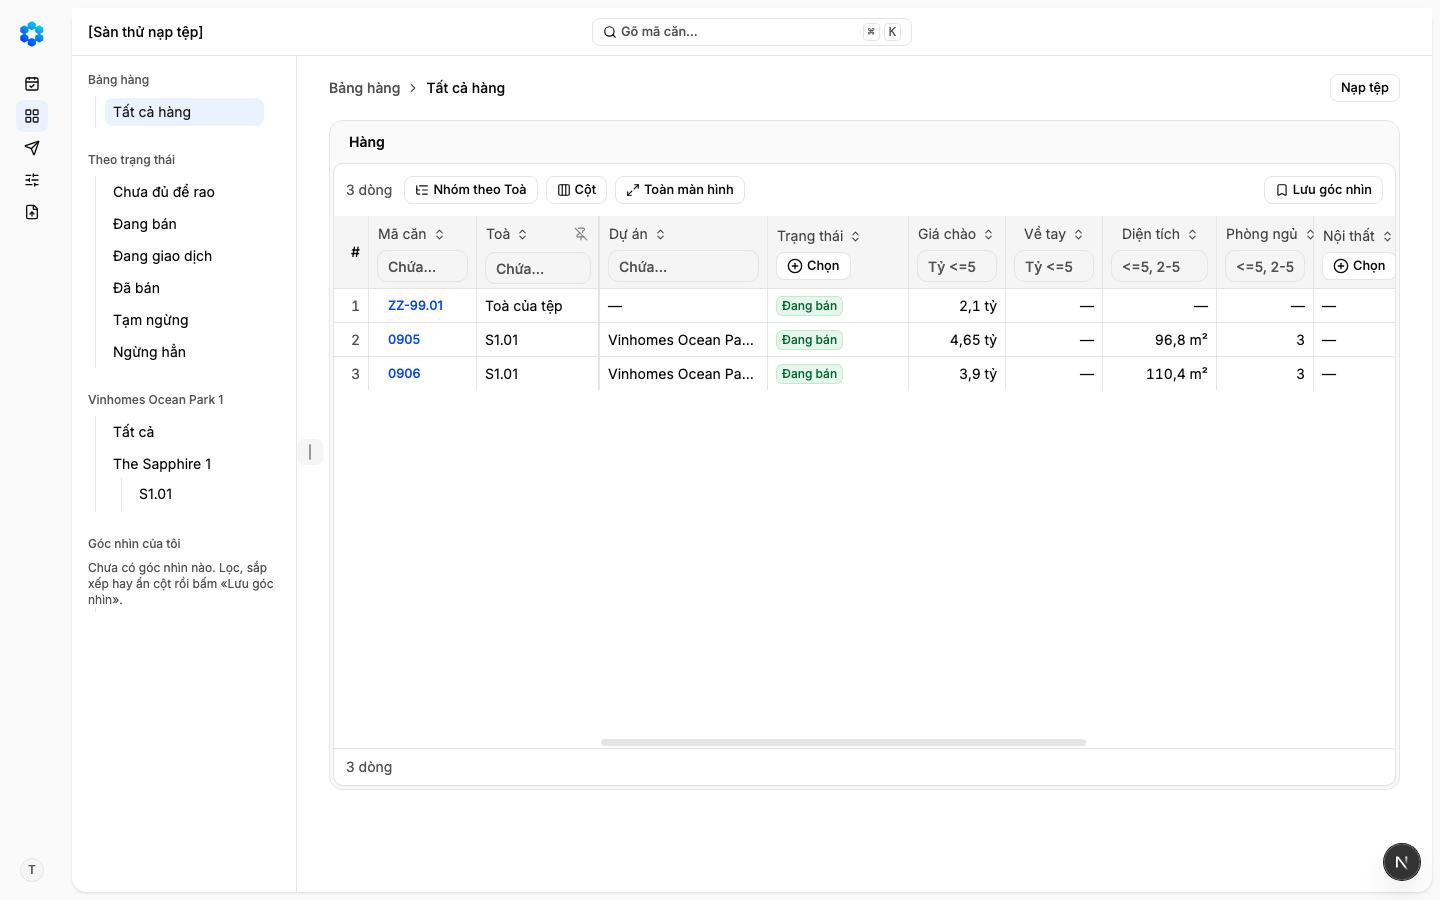 [Sàn thử nạp tệp]
Gõ mã căn...
⌘ K
Bảng hàng
Tất cả hàng
Theo trạng thái
Chưa đủ để rao
Đang bán
Đang giao dịch
Đã bán
Tạm ngừng
Ngừng hẳn
Vinhomes Ocean Park 1
Tất cả
The Sapphire 1
S1.01
Góc nhìn của tôi
Chưa có góc nhìn nào. Lọc, sắp
xếp hay ẩn cột rồi bấm «Lưu góc
nhìn».
T
Bảng hàng > Tất cả hàng
Nạp tệp
Hàng
3 dòng Nhóm theo Toà Cột Toàn màn hình Lưu góc nhìn
# Mã căn Toà Dự án Trạng thái Giá chào Về tay Diện tích Phòng ngủ Nội thất
Chứa... Chứa... Chứa... Chọn Tỷ <=5 Tỷ <=5 <=5, 2-5 <=5, 2-5 Chọn
1 ZZ-99.01 Toà của tệp — Đang bán 2,1 tỷ — — — —
2 0905 S1.01 Vinhomes Ocean Pa... Đang bán 4,65 tỷ — 96,8 m² 3 —
3 0906 S1.01 Vinhomes Ocean Pa... Đang bán 3,9 tỷ — 110,4 m² 3 —
3 dòng
N